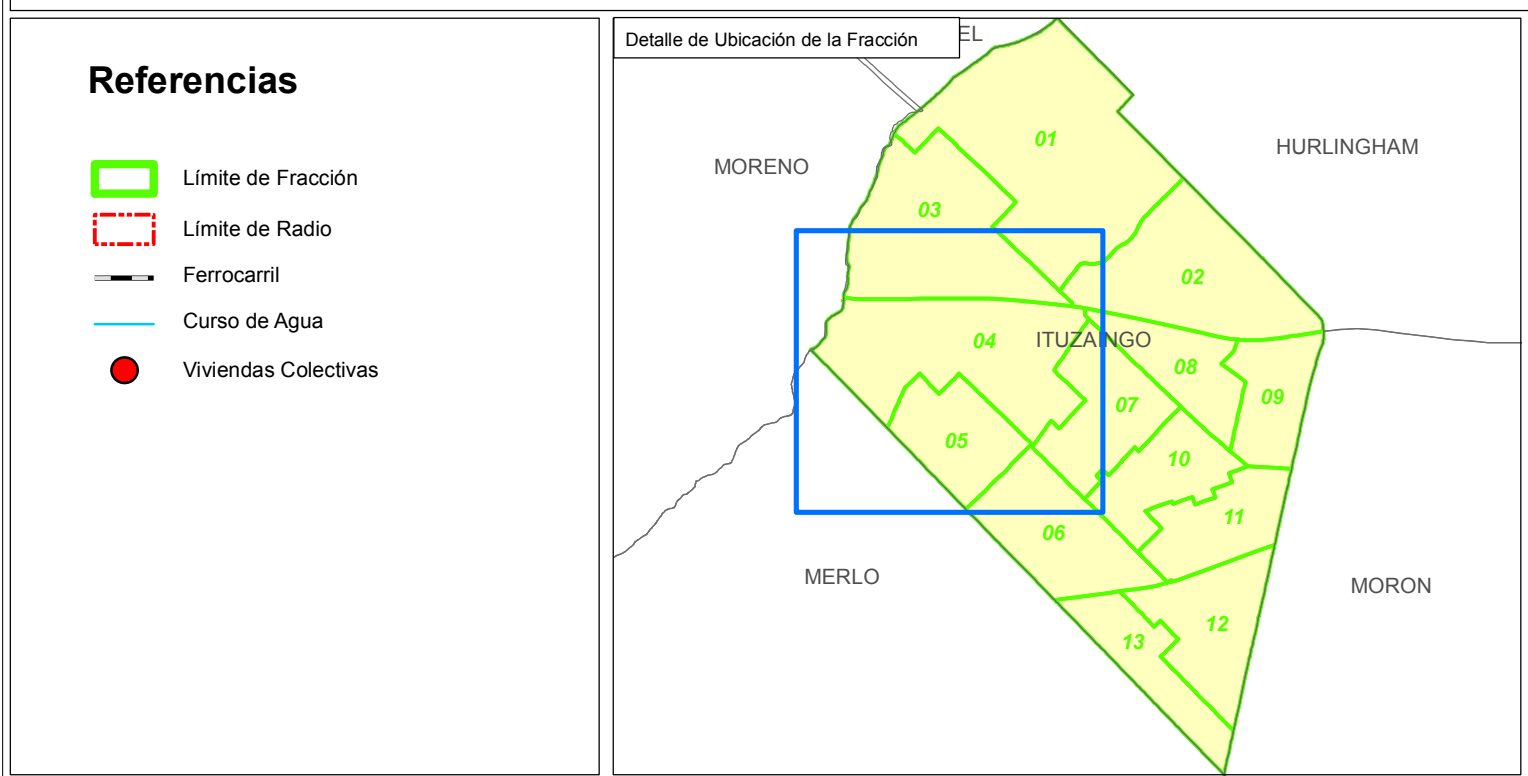 Referencias
Límite de Fracción
Límite de Radio
Ferrocarril
Curso de Agua
Viviendas Colectivas
Detalle de Ubicación de la Fracción
EL
MORENO
HURLINGHAM
01
03
02
ITUZAINGO
04
08
09
07
05
10
11
06
MERLO
MORON
12
13